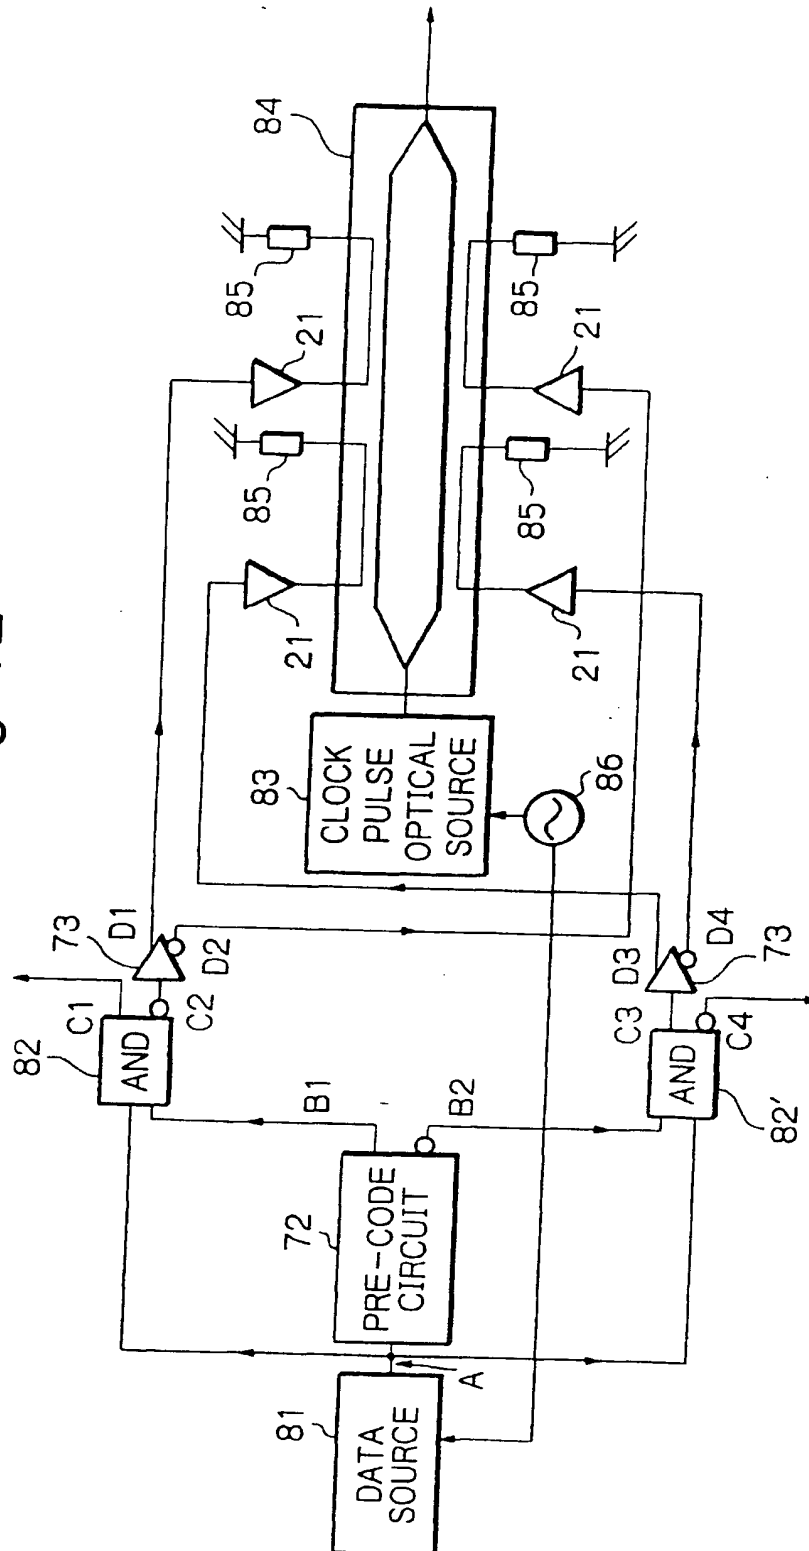 84
85
85
21
21
85
85
21
21
83
CLOCK
PULSE
OPTICAL
SOURCE
86
73
D1
D2
D3
D4
73
C1
C2
C3
C4
82
AND
AND
82'
B1
B2
72
PRE-CODE
CIRCUIT
A
81
DATA
SOURCE